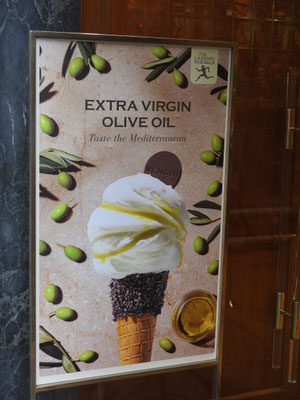 EXTRA VIRGIN
OLIVE OIL
Taste the Mediterranean